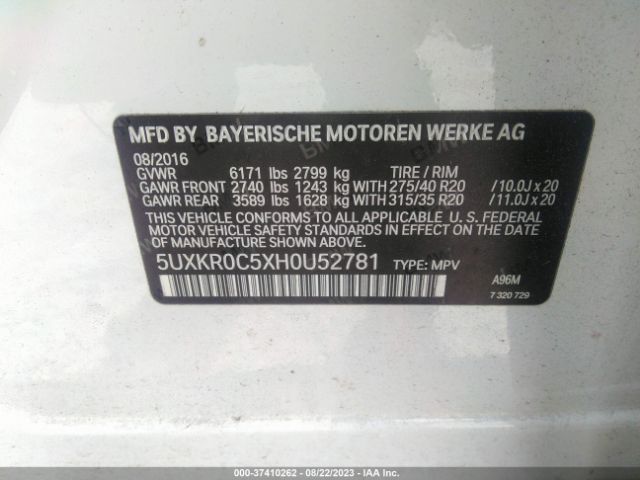 MFD BY. BAYERISCHE MOTOREN WERKE AG
08/2016
GVWR 6171 lbs 2799 kg TIRE / RIM
GAWR FRONT 2740 lbs 1243 kg WITH 275/40 R20 /10.0J x 20
GAWR REAR 3589 lbs 1628 kg WITH 315/35 R20 /11.0J x 20
THIS VEHICLE CONFORMS TO ALL APPLICABLE U. S. FEDERAL
MOTOR VEHICLE SAFETY STANDARDS IN EFFECT ON THE DATE OF
MANUFACTURE SHOWN ABOVE.
5UXKR0C5XH0U52781 TYPE: MPV
A96M
7 320 729
000-37410262 - 08/22/2023 - IAA Inc.